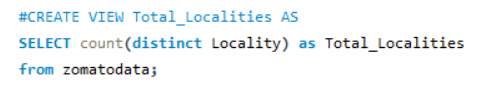 #CREATE VIEW Total_Localities AS
SELECT count(distinct Locality) as Total_Localities
from zomatodata;